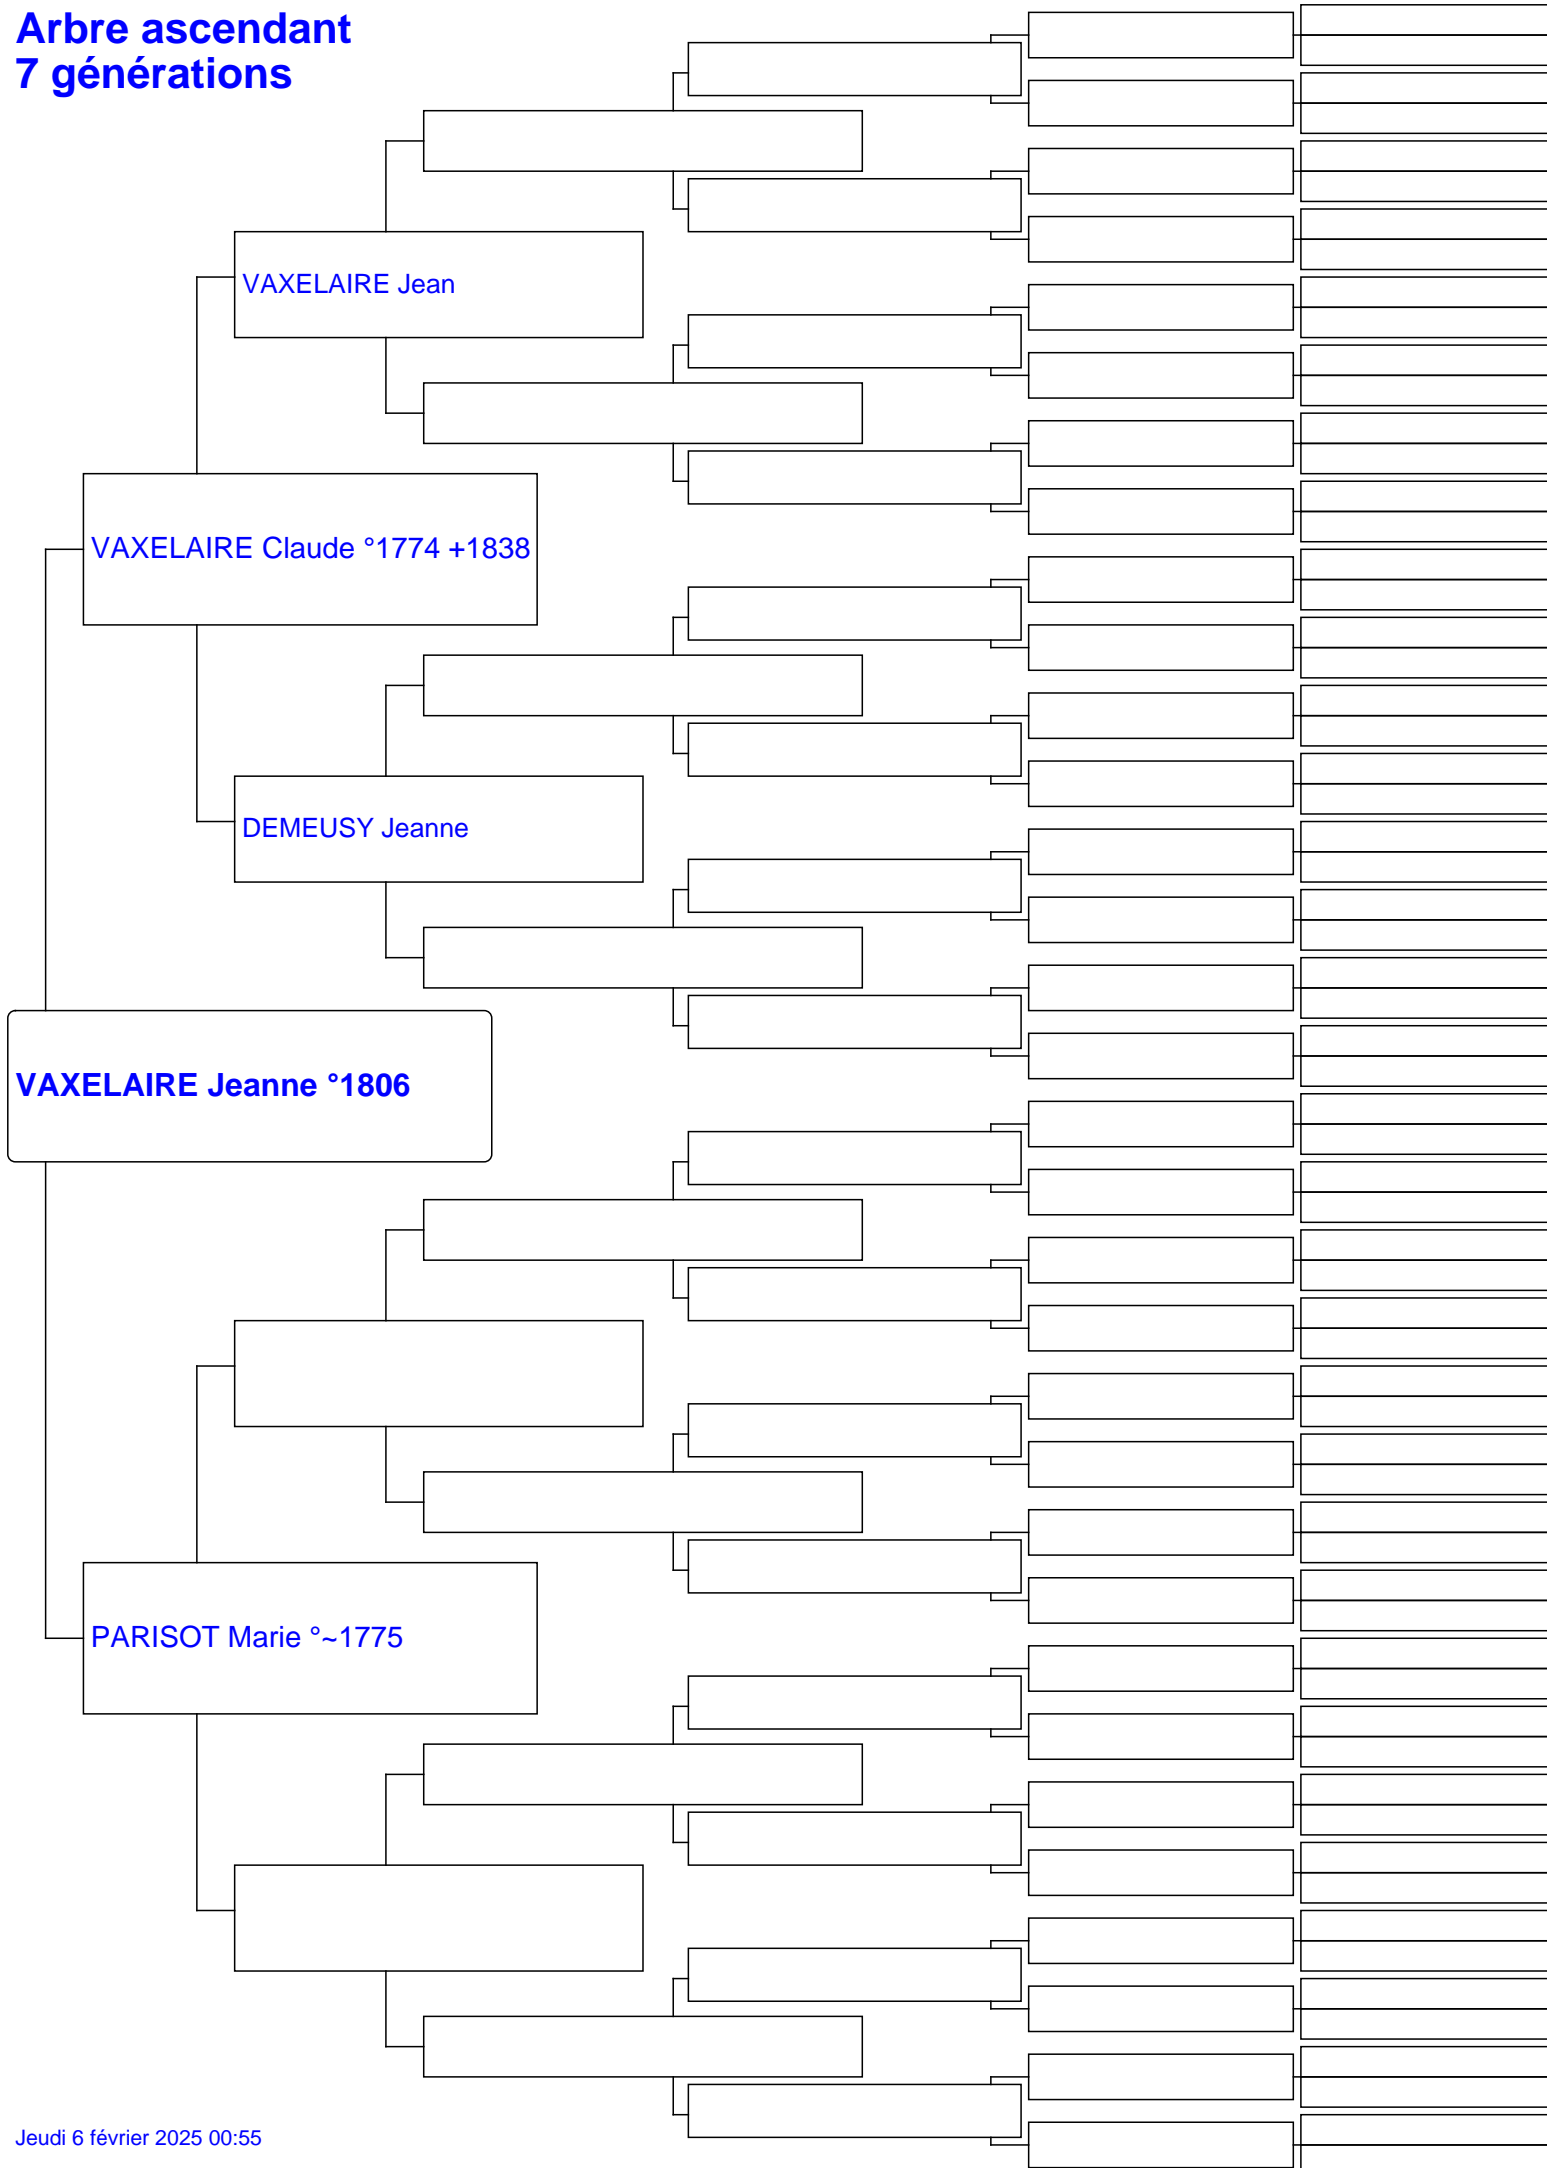 Arbre ascendant
7 générations
VAXELAIRE Jean
VAXELAIRE Claude °1774 +1838
DEMEUSY Jeanne
VAXELAIRE Jeanne °1806
PARISOT Marie °~1775
Jeudi 6 février 2025 00:55